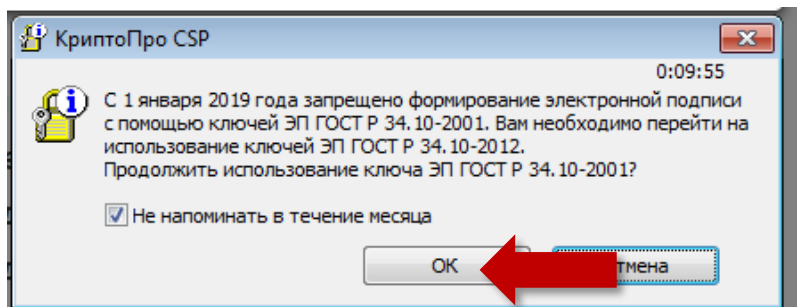 КриптоПро CSP
0:09:55
С 1 января 2019 года запрещено формирование электронной подписи
с помощью ключей ЭП ГОСТ Р 34.10-2001. Вам необходимо перейти на
использование ключей ЭП ГОСТ Р 34.10-2012.
Продолжить использование ключа ЭП ГОСТ Р 34.10-2001?
Не напоминать в течение месяца
ОК
тмена